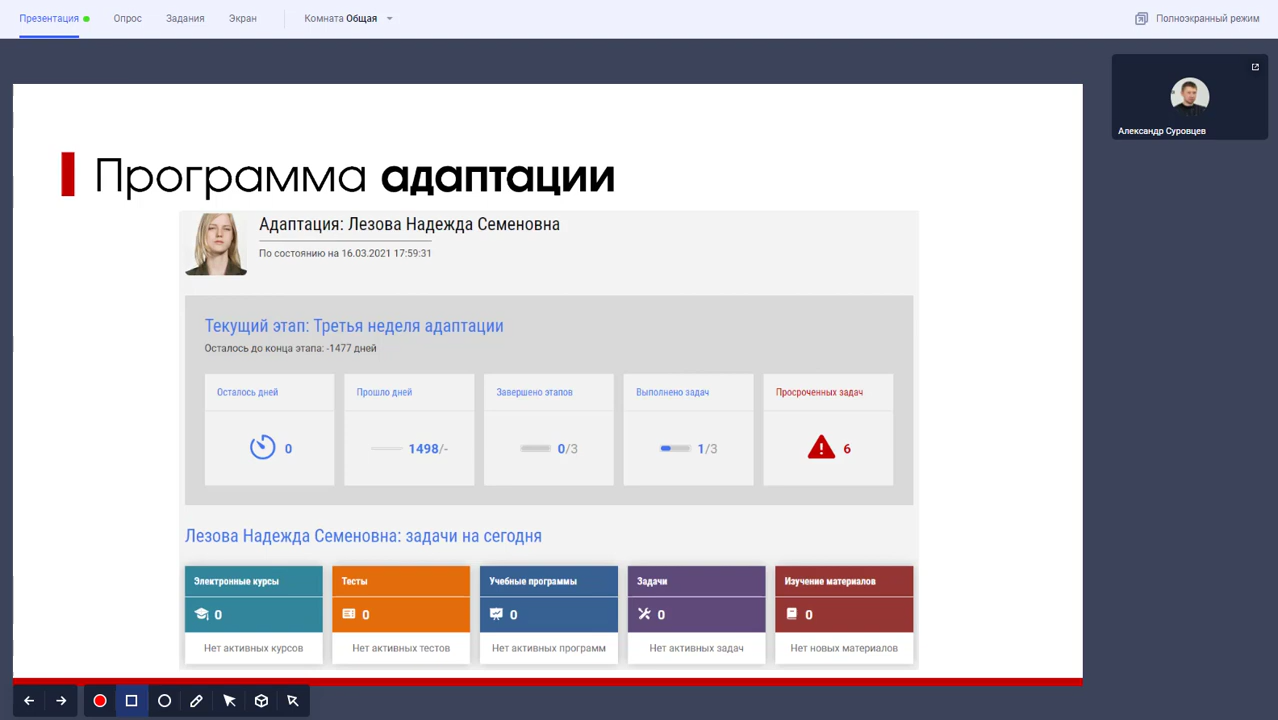 Презентация Опрос Задания Экран Комната Общая Полноэкранный режим
Александр Суровцев
Программа адаптации
Адаптация: Лезова Надежда Семеновна
По состоянию на 16.03.2021 17:59:31
Текущий этап: Третья неделя адаптации
Осталось до конца этапа: -1477 дней
Осталось дней Прошло дней Завершено этапов Выполнено задач Просроченных задач
0 1498/- 0/3 1/3 6
Лезова Надежда Семеновна: задачи на сегодня
Электронные курсы Тесты Учебные программы Задачи Изучение материалов
0 0 0 0 0
Нет активных курсов Нет активных тестов Нет активных программ Нет активных задач Нет новых материалов